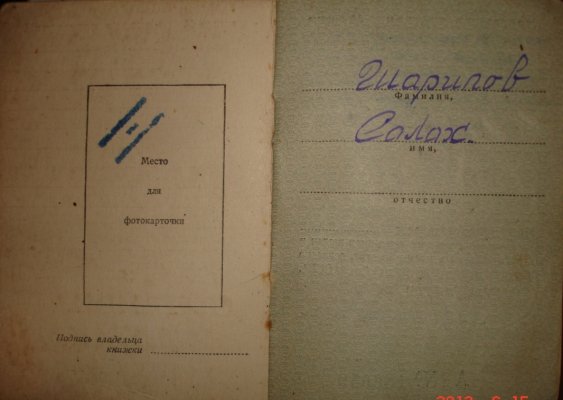 Место
для
фотокарточки
Подпись владельца
книжки
Шарипов
Фамилия,
Салах.
имя,
отчество